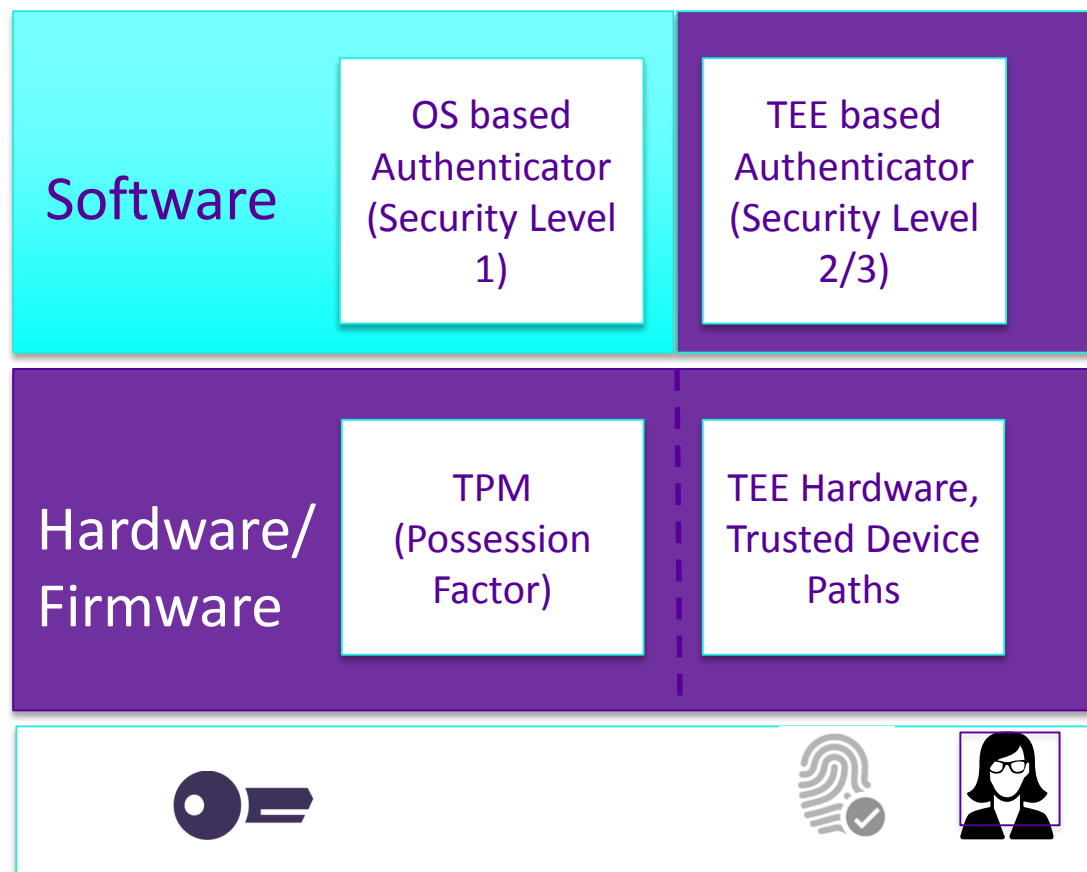 Software
OS based
Authenticator
(Security Level
1)
TEE based
Authenticator
(Security Level
2/3)
Hardware/
Firmware
TPM
(Possession
Factor)
TEE Hardware,
Trusted Device
Paths